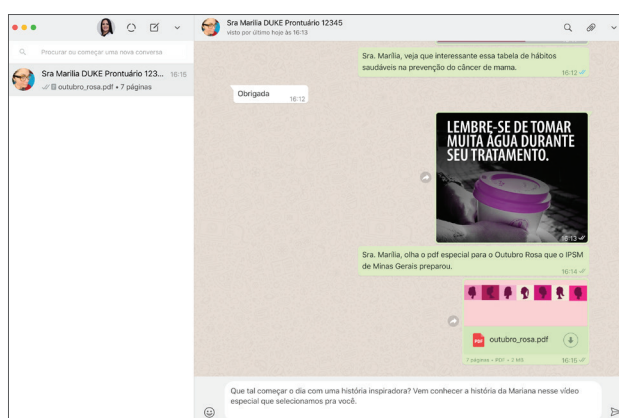 Sra Marilia DUKE Prontuário 12345
visto por último hoje às 16:13
Procurar ou começar uma nova conversa
Sra Marilia DUKE Prontuário 123... 16:15
outubro_rosa.pdf • 7 páginas
Sra. Marília, veja que interessante essa tabela de hábitos
saudáveis na prevenção do câncer de mama.
16:12
Obrigada
16:12
LEMBRE-SE DE TOMAR
MUITA ÁGUA DURANTE
SEU TRATAMENTO.
16:13
Sra. Marília, olha o pdf especial para o Outubro Rosa que o IPSM
de Minas Gerais preparou.
16:14
PDF
outubro_rosa.pdf
7 páginas • PDF • 2 MB 16:15
Que tal começar o dia com uma história inspiradora? Vem conhecer a história da Mariana nesse vídeo
especial que selecionamos pra você.